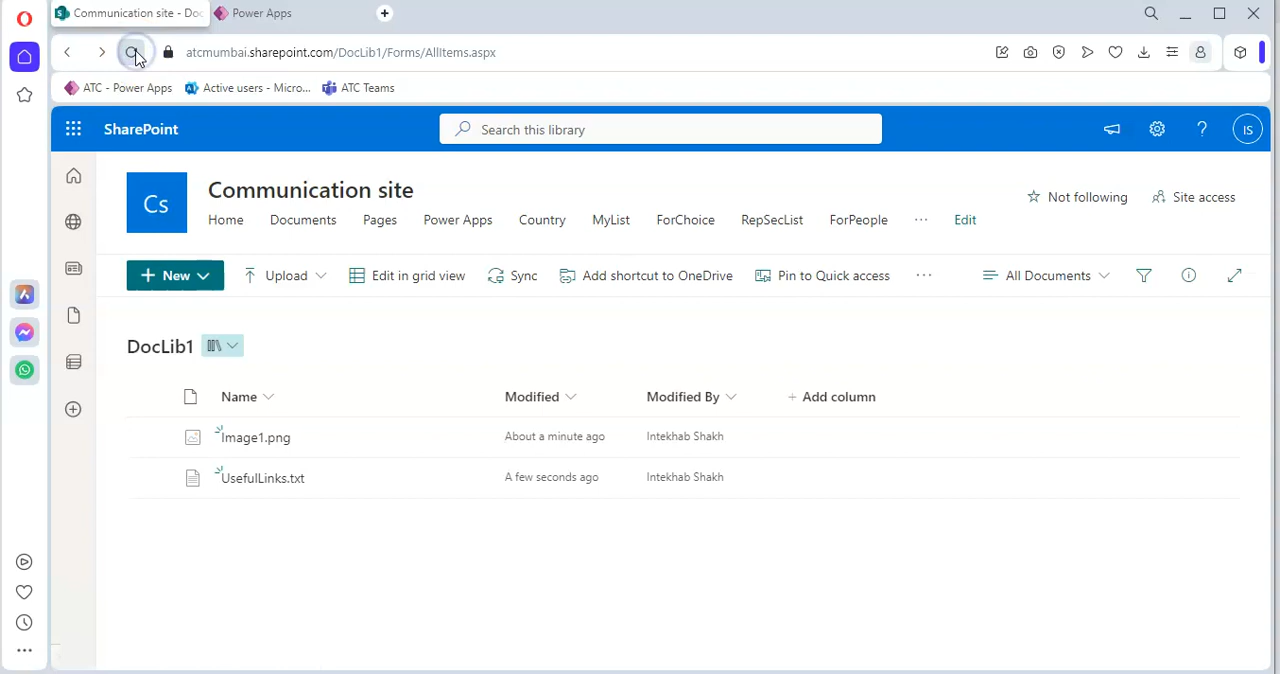 Communication site - Doc
Power Apps
atcmumbai.sharepoint.com/DocLib1/Forms/AllItems.aspx
ATC - Power Apps
Active users - Micro...
ATC Teams
SharePoint
Search this library
IS
Cs
Communication site
Not following
Site access
Home
Documents
Pages
Power Apps
Country
MyList
ForChoice
RepSecList
ForPeople
...
Edit
New
Upload
Edit in grid view
Sync
Add shortcut to OneDrive
Pin to Quick access
...
All Documents
DocLib1
Name
Modified
Modified By
+ Add column
Image1.png
About a minute ago
Intekhab Shakh
UsefulLinks.txt
A few seconds ago
Intekhab Shakh